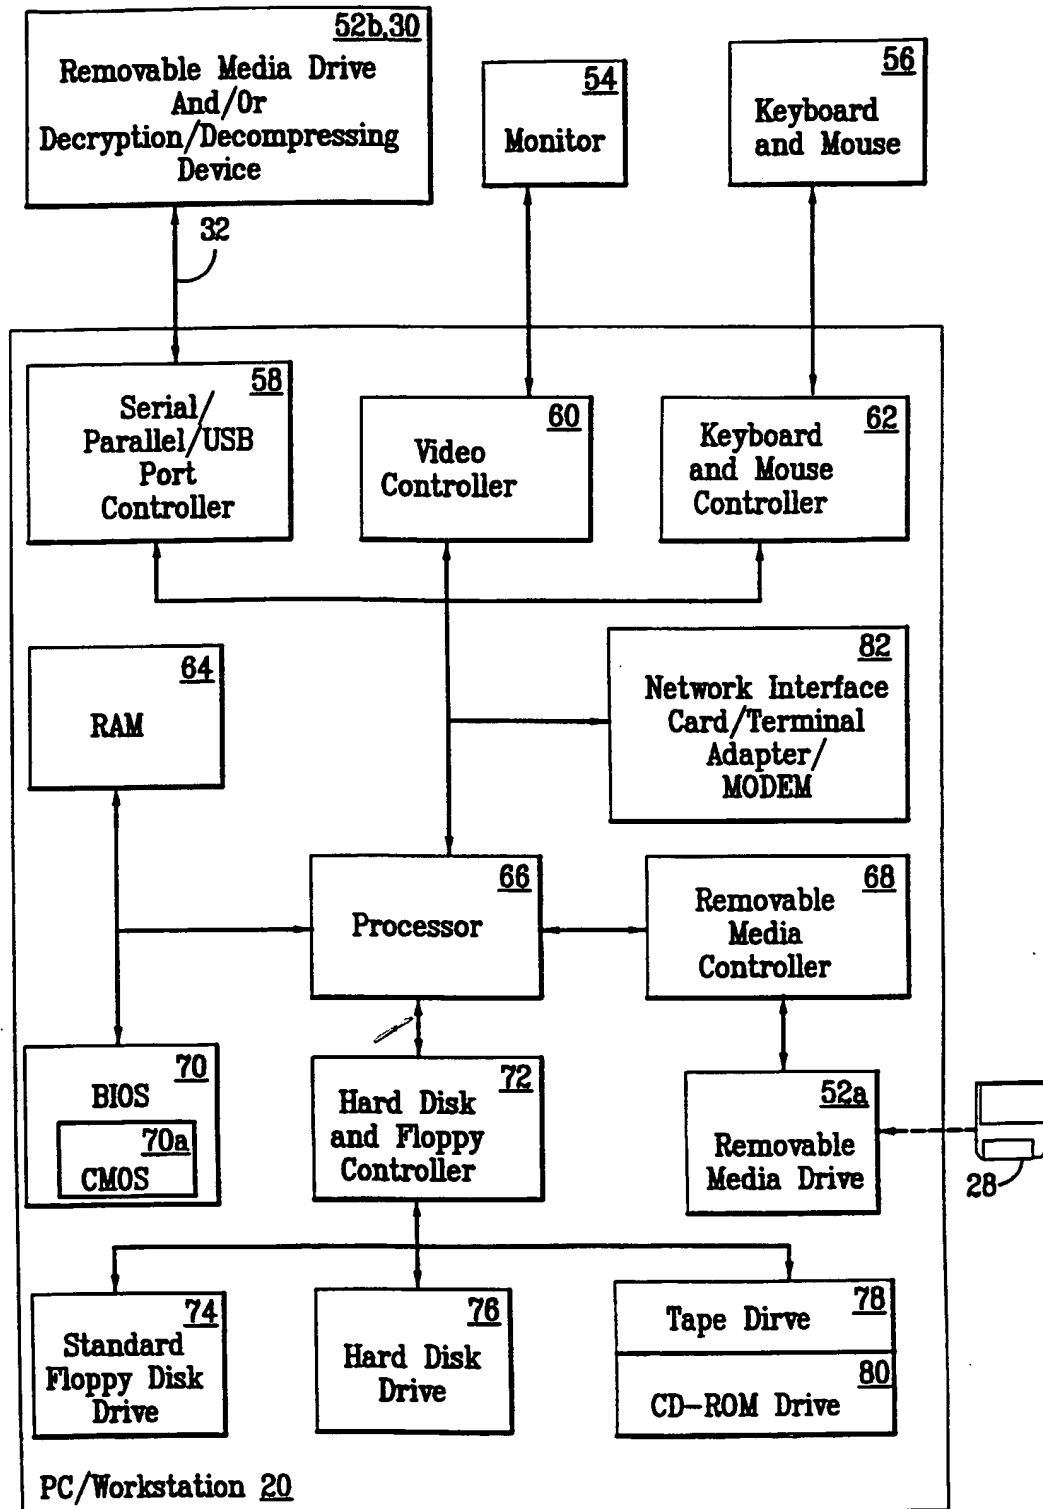 52b,30
Removable Media Drive
And/Or
Decryption/Decompressing
Device
54
Monitor
56
Keyboard
and Mouse
32
58
Serial/
Parallel/USB
Port
Controller
60
Video
Controller
62
Keyboard
and Mouse
Controller
64
RAM
82
Network Interface
Card/Terminal
Adapter/
MODEM
66
Processor
68
Removable
Media
Controller
70
BIOS
70a
CMOS
72
Hard Disk
and Floppy
Controller
52a
Removable
Media Drive
28
74
Standard
Floppy Disk
Drive
76
Hard Disk
Drive
78
Tape Dirve
80
CD-ROM Drive
PC/Workstation 20